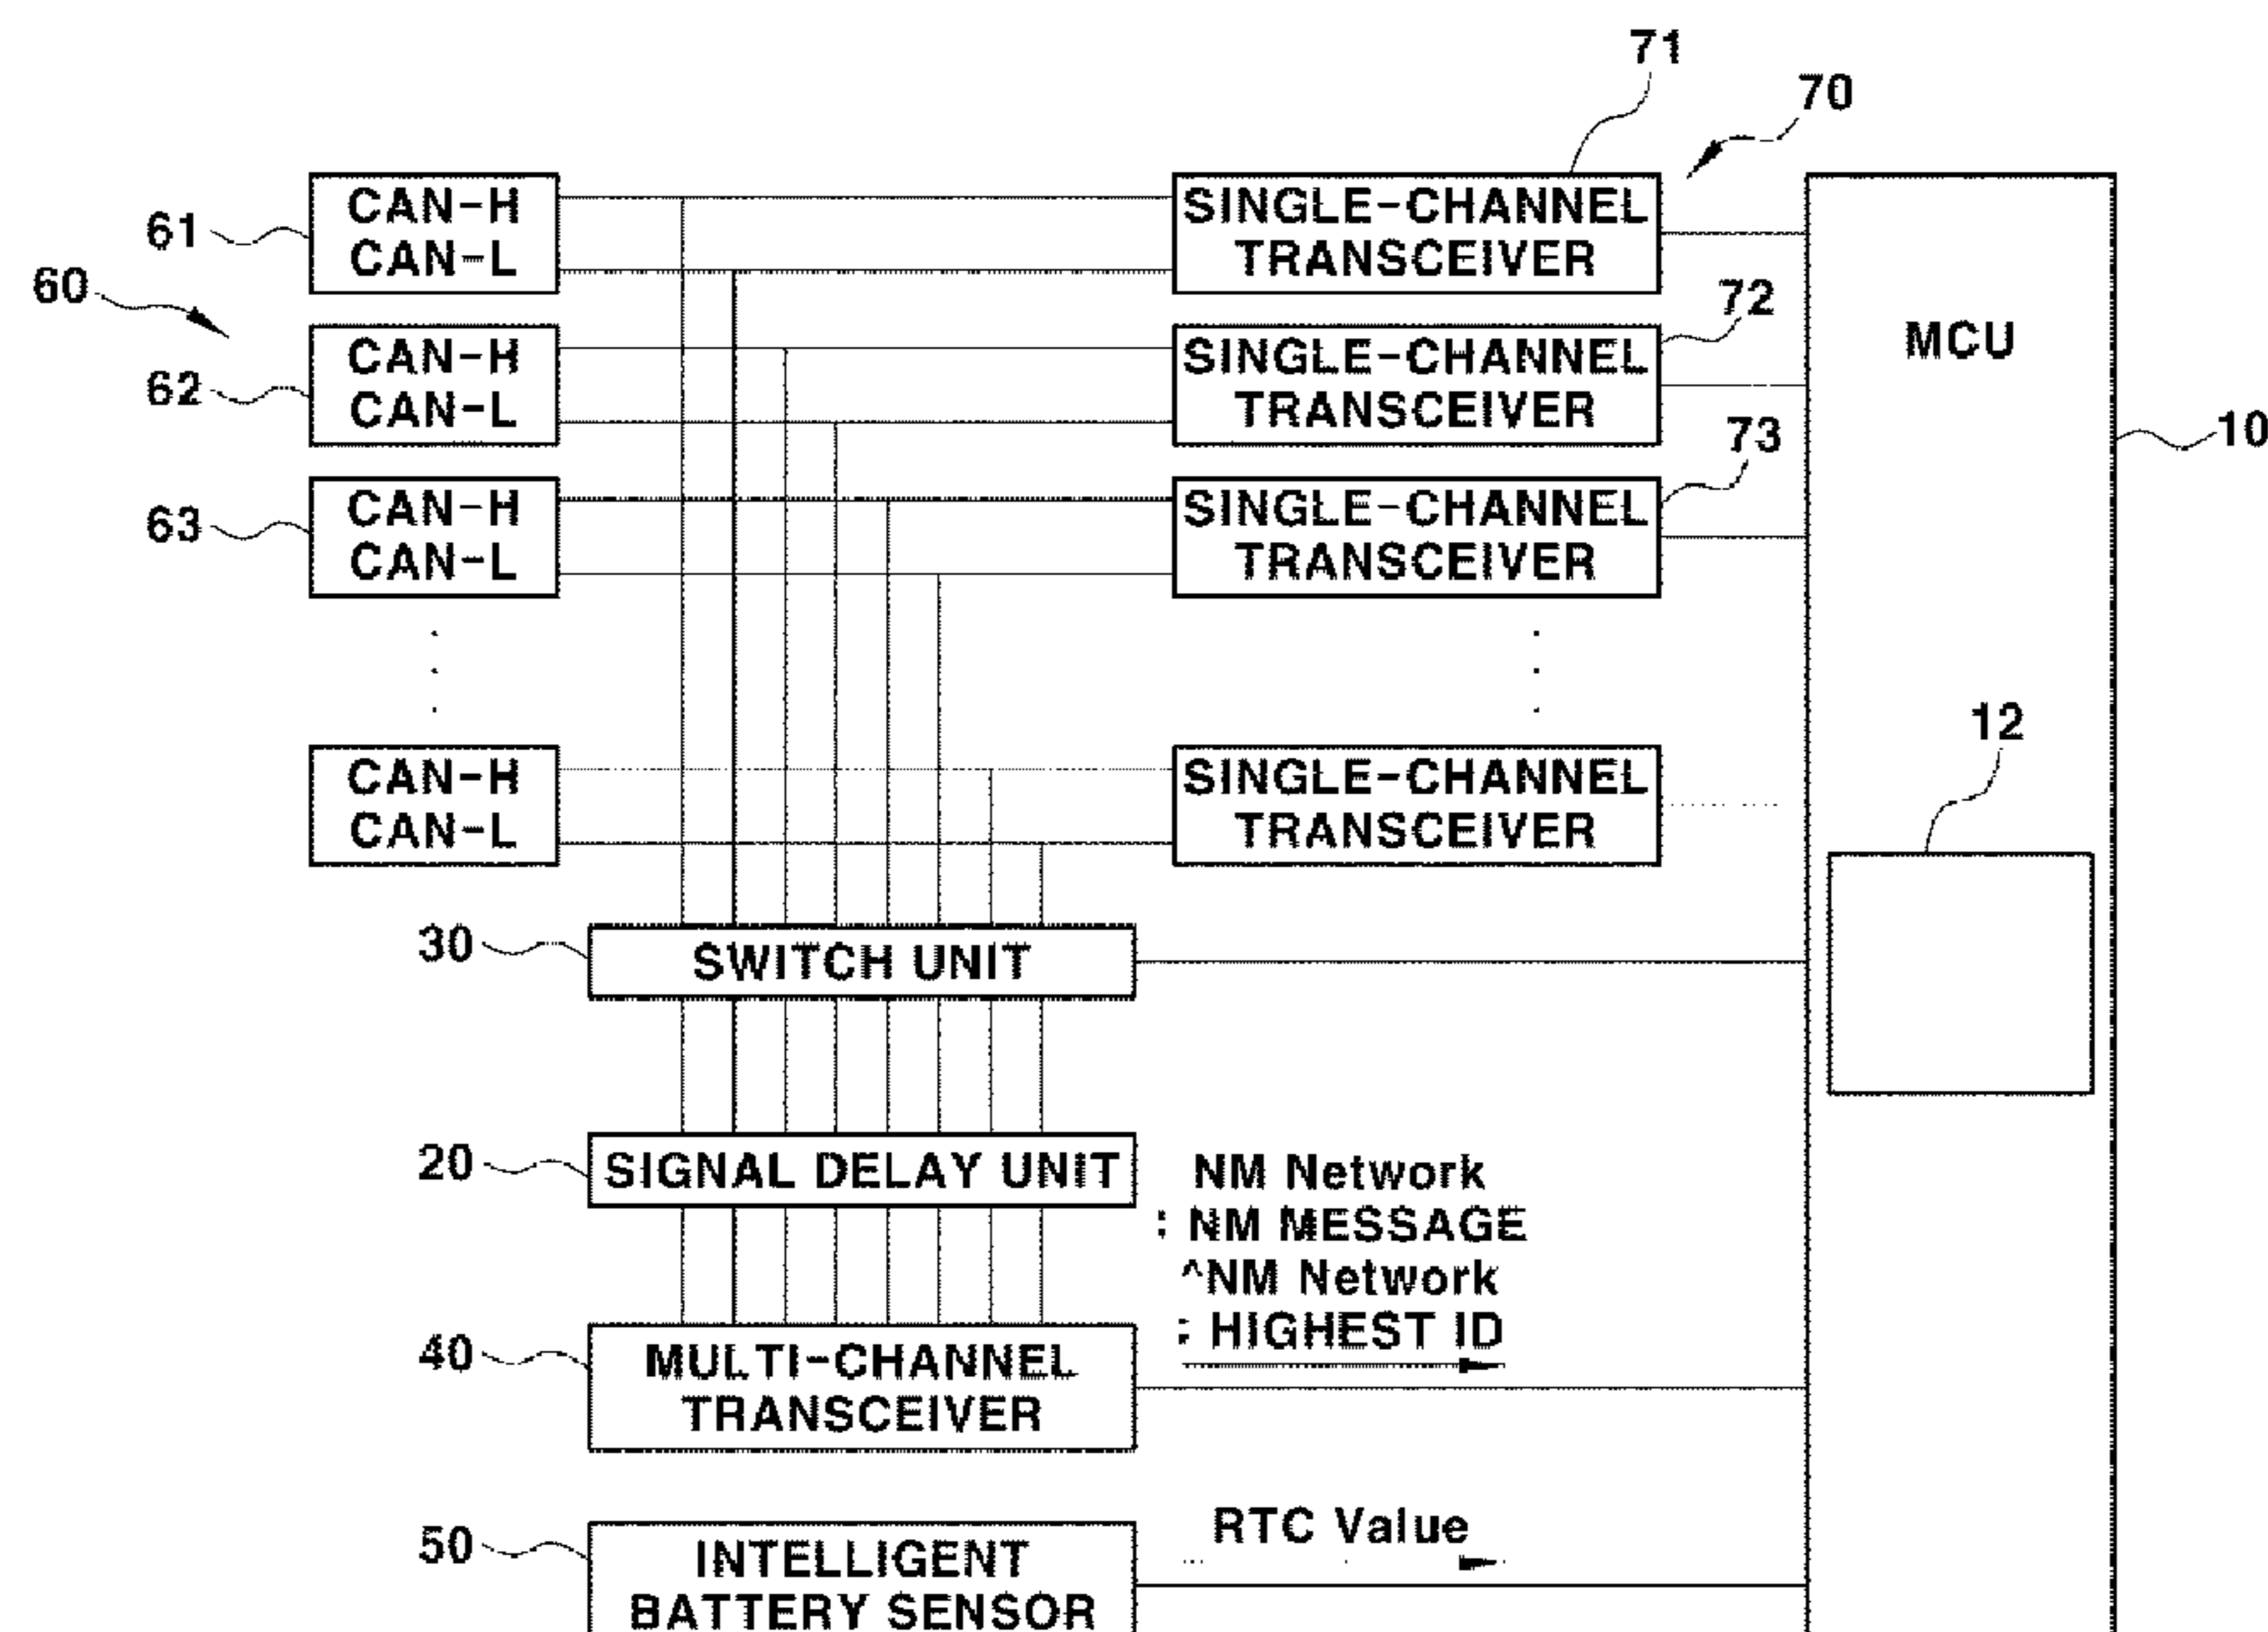 71
70
CAN-H
CAN-L
61
SINGLE-CHANNEL
TRANSCEIVER
60
72
MCU
CAN-H
CAN-L
62
SINGLE-CHANNEL
TRANSCEIVER
73
10
CAN-H
CAN-L
63
SINGLE-CHANNEL
TRANSCEIVER
12
CAN-H
CAN-L
SINGLE-CHANNEL
TRANSCEIVER
30
SWITCH UNIT
20
SIGNAL DELAY UNIT
NM Network
: NM MESSAGE
^NM Network
: HIGHEST ID
40
MULTI-CHANNEL
TRANSCEIVER
50
INTELLIGENT
BATTERY SENSOR
RTC Value